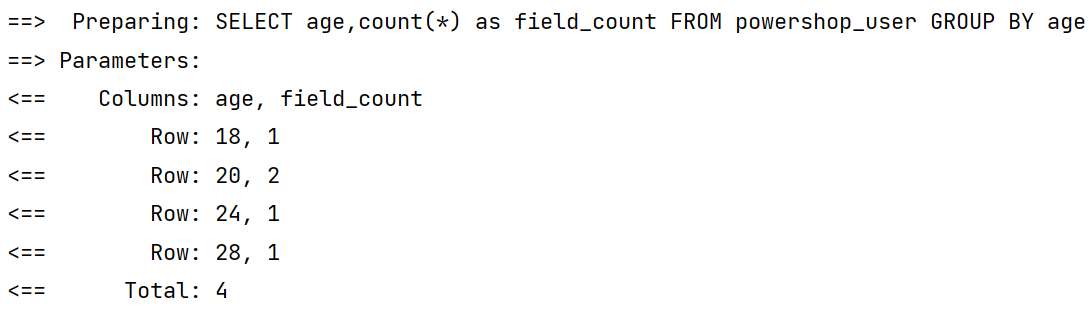 ==>  Preparing: SELECT age,count(*) as field_count FROM powershop_user GROUP BY age
==> Parameters:
<==    Columns: age, field_count
<==        Row: 18, 1
<==        Row: 20, 2
<==        Row: 24, 1
<==        Row: 28, 1
<==      Total: 4